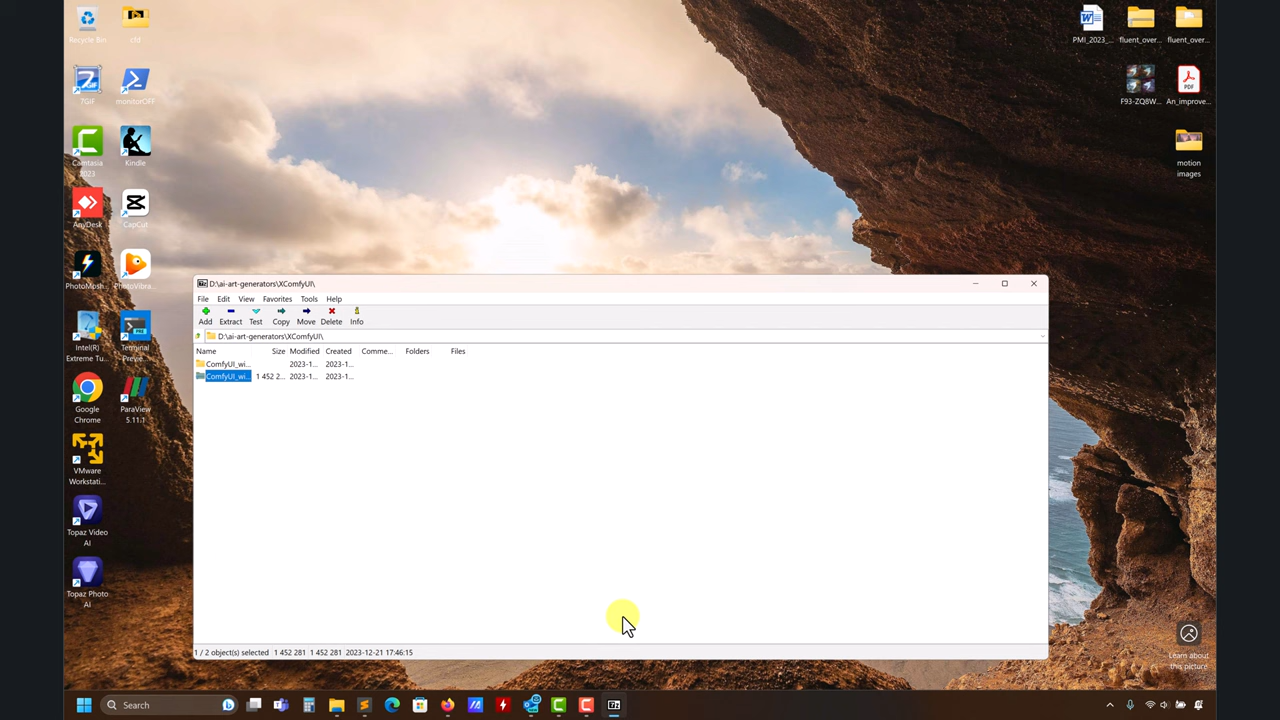 Recycle Bin
cfd
7GIF
monitorOFF
Camtasia
2023
Kindle
AnyDesk
CapCut
PhotoMosh...
PhotoVibra...
Intel(R)
Extreme Tu...
Terminal
Preview...
Google
Chrome
ParaView
5.11.1
VMware
Workstati...
Topaz Video
AI
Topaz Photo
AI
PMI_2023_...
fluent_over...
fluent_over...
F93-ZQ8W...
An_improve...
PDF
motion
images
D:\ai-art-generators\XComfyUI\
File Edit View Favorites Tools Help
Add Extract Test Copy Move Delete Info
D:\ai-art-generators\XComfyUI\
Name Size Modified Created Comme... Folders Files
ComfyUI_wi... 2023-1... 2023-1...
ComfyUI_wi... 1 452 2... 2023-1... 2023-1...
1 / 2 object(s) selected 1 452 281 1 452 281 2023-12-21 17:46:15
Learn about
this picture
Search